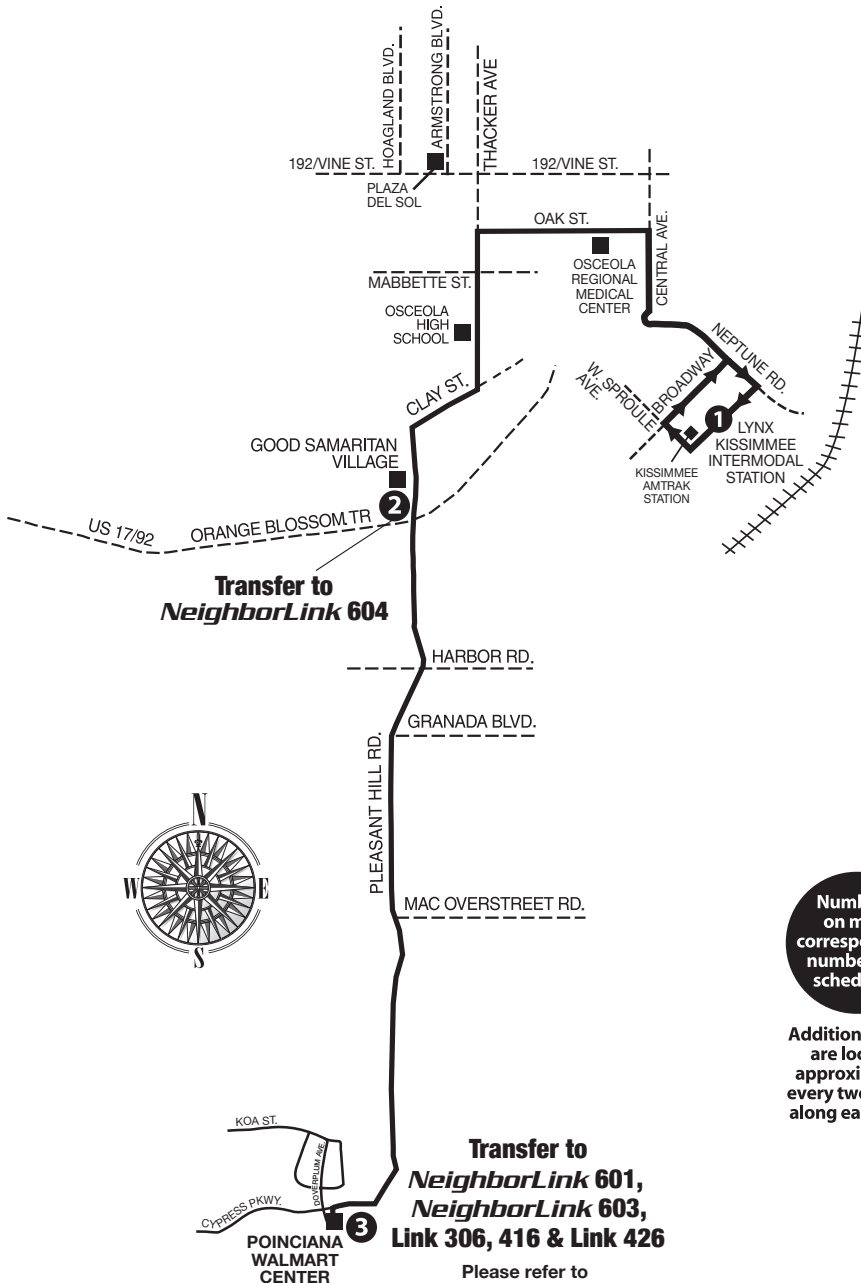 HOAGLAND BLVD.
ARMSTRONG BLVD.
THACKER AVE
192/VINE ST.
192/VINE ST.
PLAZA
DEL SOL
OAK ST.
CENTRAL AVE.
OSCEOLA
REGIONAL
MEDICAL
CENTER
MABBETTE ST.
OSCEOLA
HIGH
SCHOOL
NEPTUNE RD.
BROADWAY
W. SPROULE
AVE.
CLAY ST.
1
LYNX
KISSIMMEE
INTERMODAL
STATION
KISSIMMEE
AMTRAK
STATION
GOOD SAMARITAN
VILLAGE
2
US 17/92
ORANGE BLOSSOM TR
Transfer to
NeighborLink 604
HARBOR RD.
GRANADA BLVD.
PLEASANT HILL RD.
N
W
E
S
MAC OVERSTREET RD.
on
are
every
along
KOA ST.
DOVERPLUM AVE.
CYPRESS PKWY.
3
POINCIANA
WALMART
CENTER
Transfer to
NeighborLink 601,
NeighborLink 603,
Link 306, 416 & Link 426
Please refer to